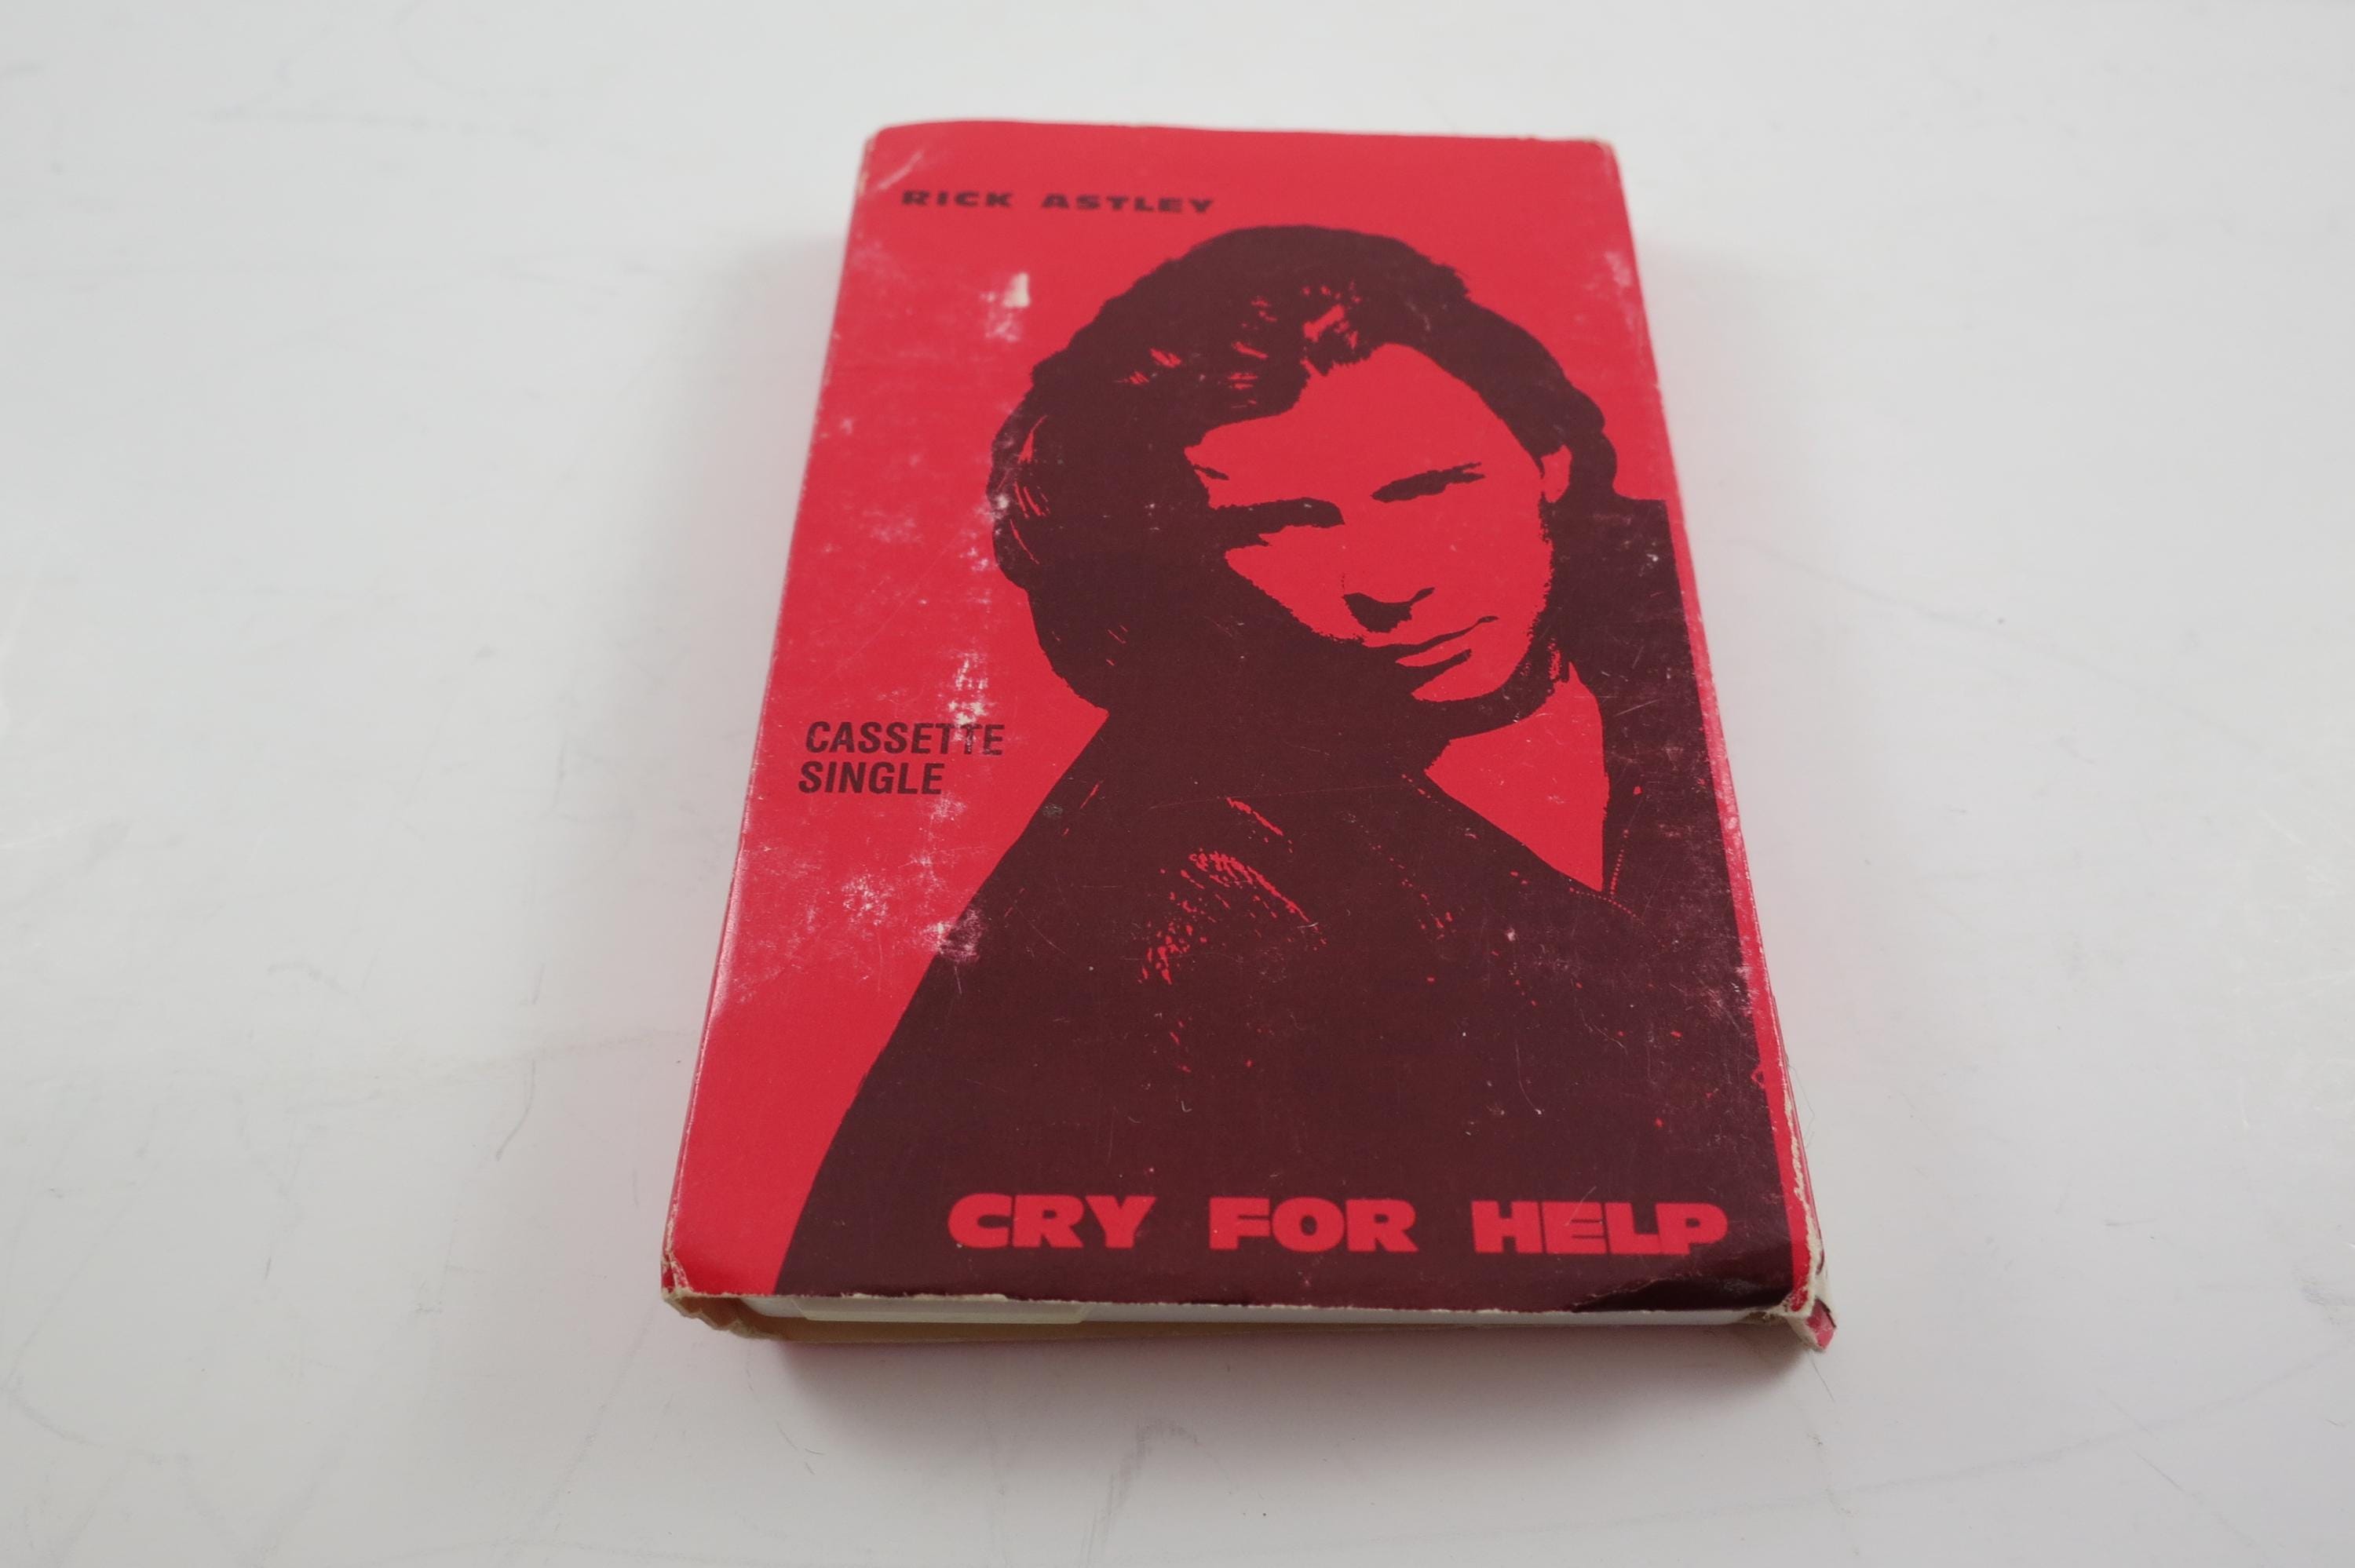 RICK ASTLEY
CASSETTE
SINGLE
CRY FOR HELP